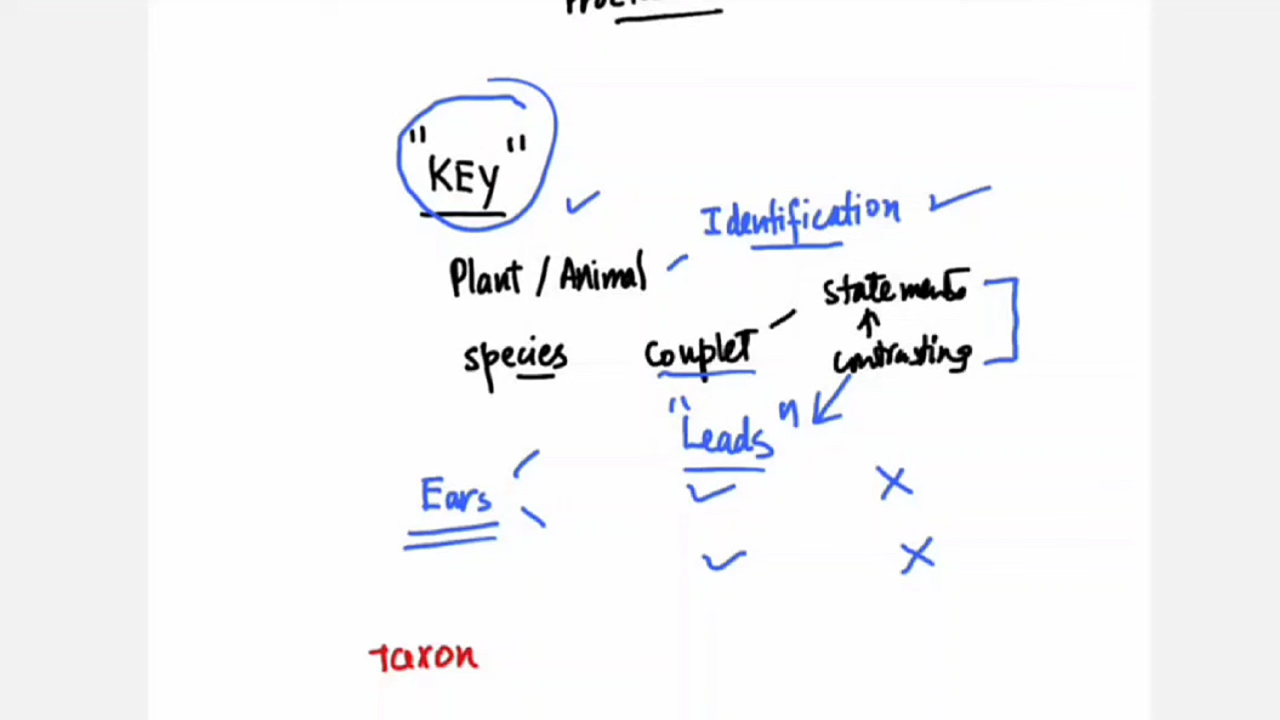 "KEY"
Identification
Plant / Animal
statements
species couplet contrasting
"Leads"
Ears
taxon